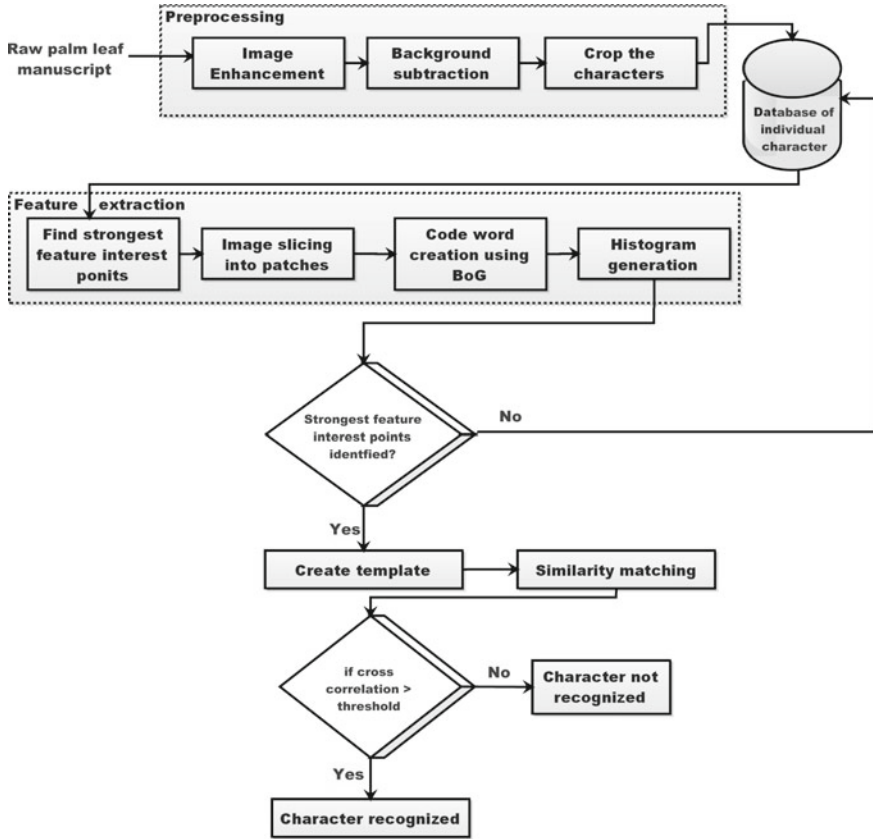 Preprocessing
Raw palm leaf
manuscript
Image
Enhancement
Background
subtraction
Crop the
characters
Database of
individual
character
Feature extraction
Find strongest
feature interest
ponits
Image slicing
into patches
Code word
creation using
BoG
Histogram
generation
Strongest feature
interest points
identfied?
No
Yes
Create template
Similarity matching
if cross
correlation >
threshold
No
Character not
recognized
Yes
Character recognized